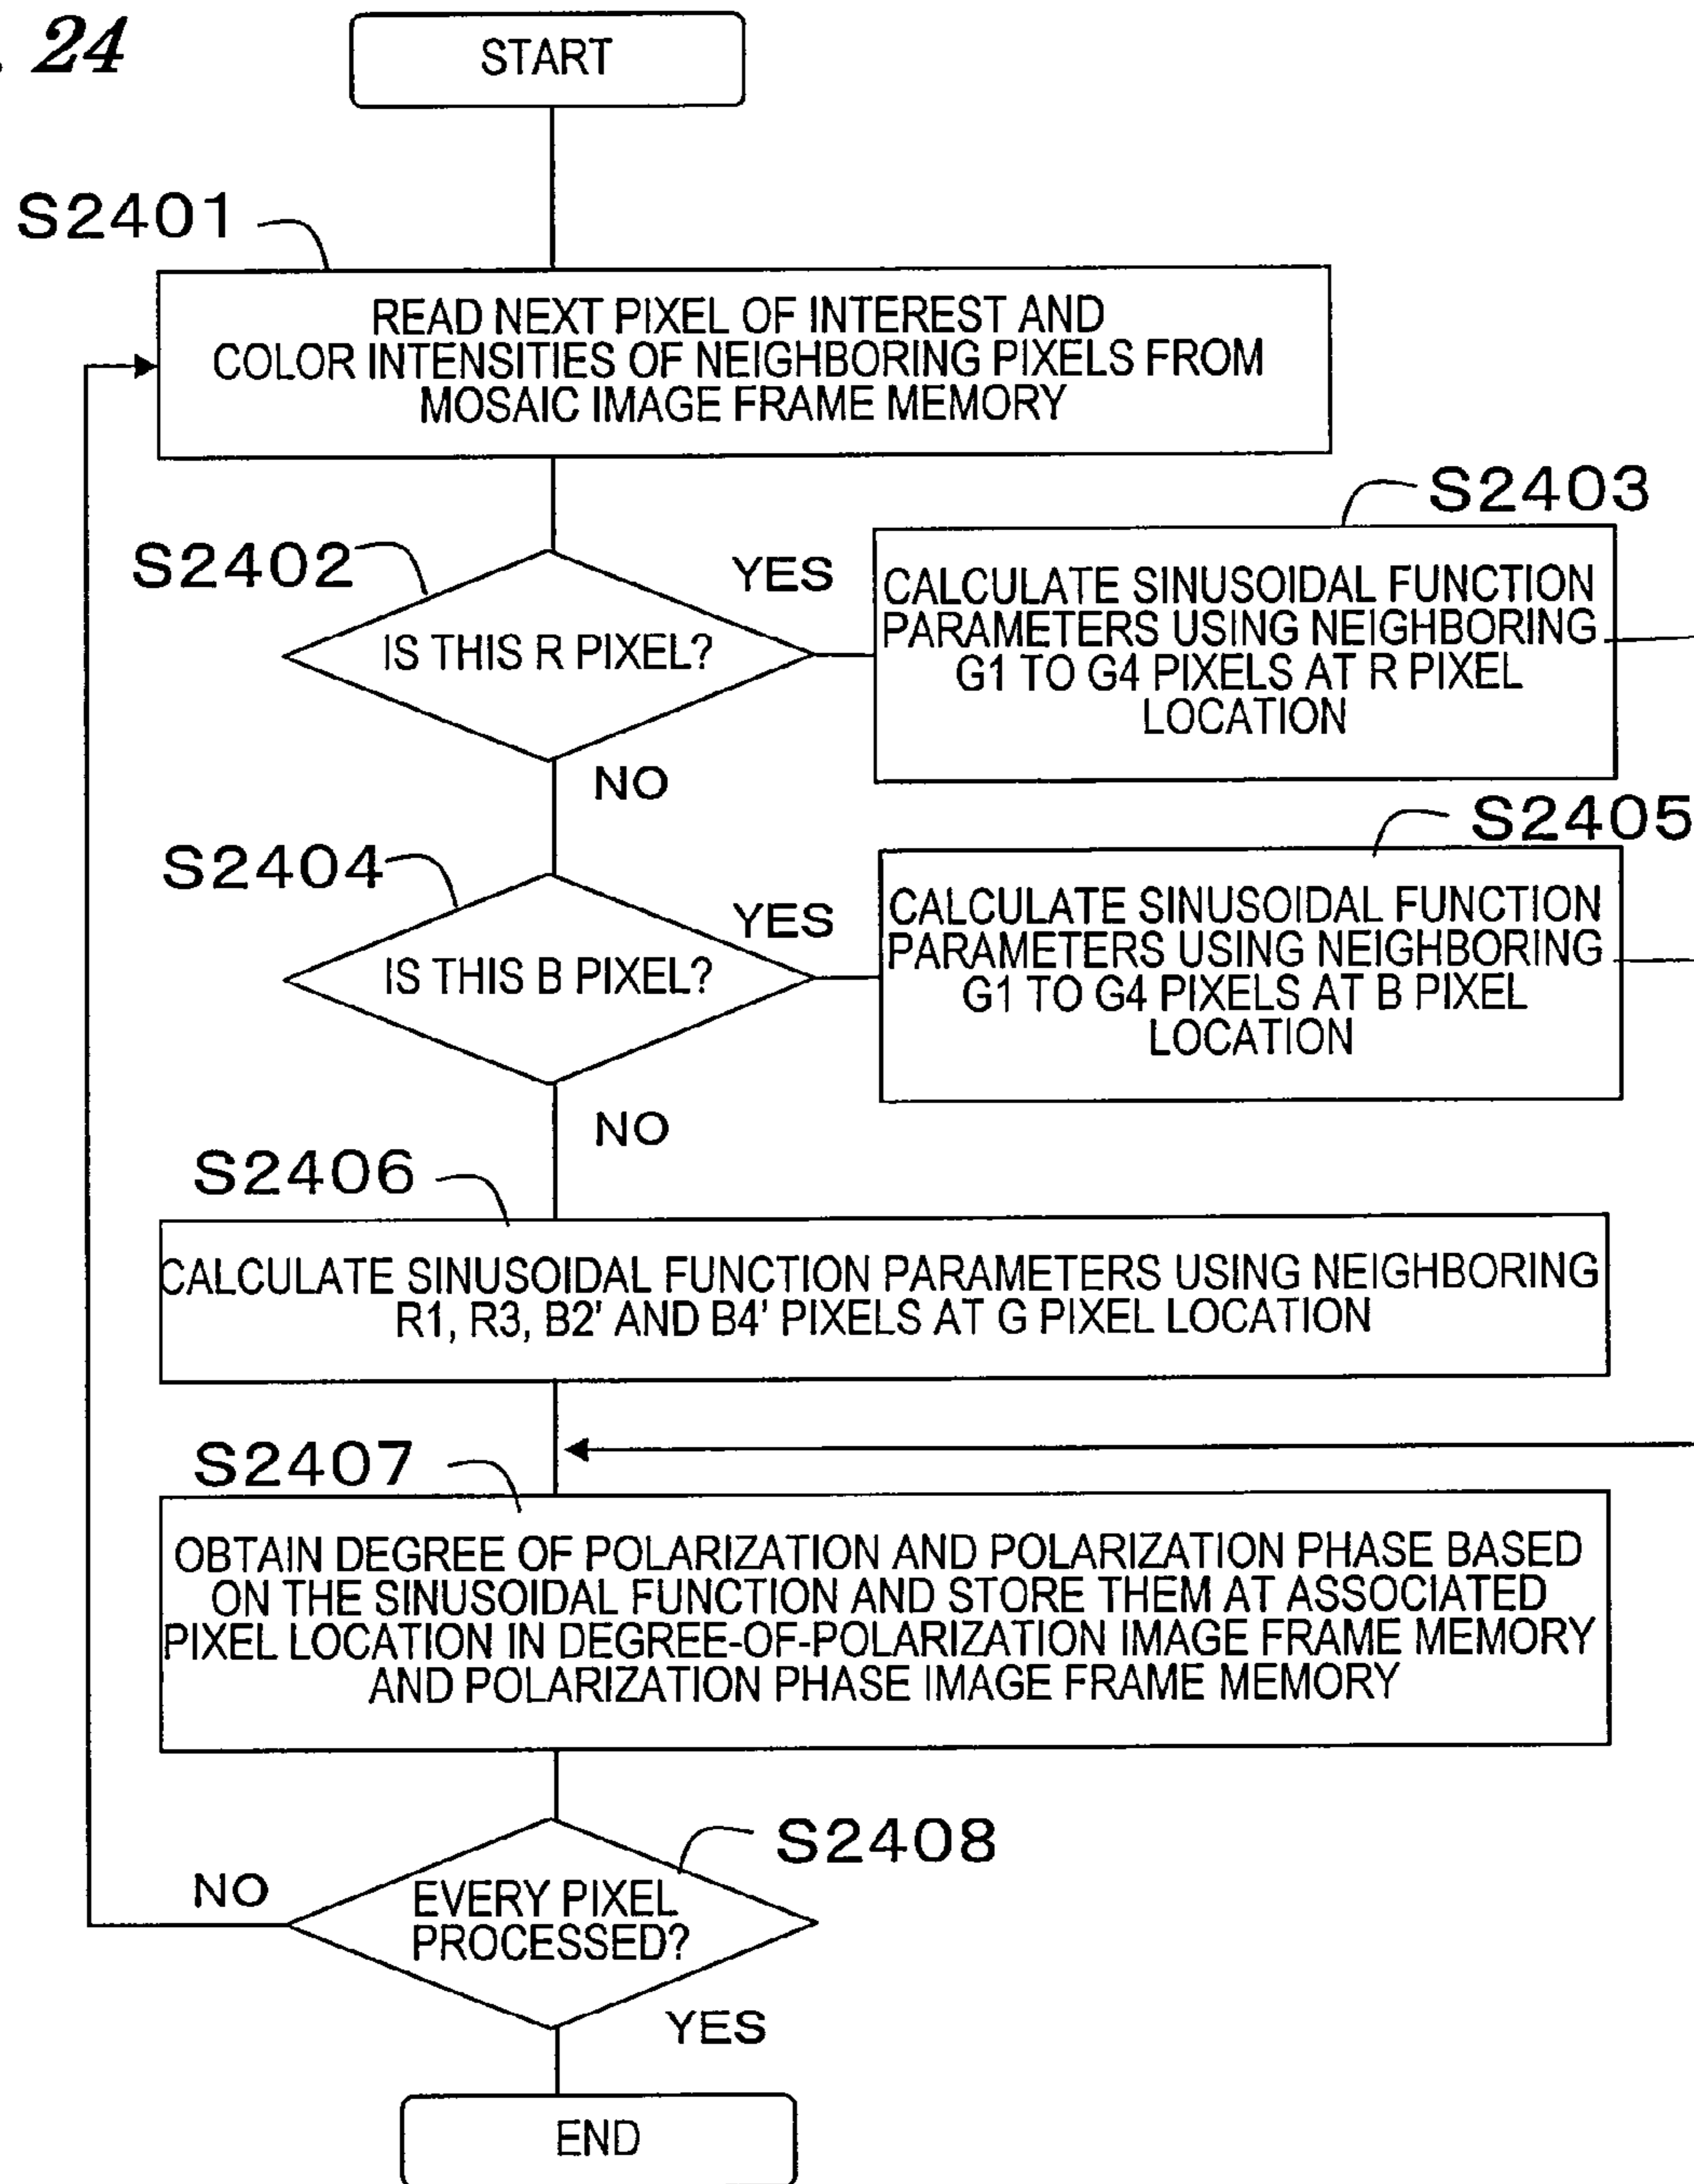 . 24
START
S2401
READ NEXT PIXEL OF INTEREST AND
COLOR INTENSITIES OF NEIGHBORING PIXELS FROM
MOSAIC IMAGE FRAME MEMORY
S2402
IS THIS R PIXEL?
YES
S2403
CALCULATE SINUSOIDAL FUNCTION
PARAMETERS USING NEIGHBORING
G1 TO G4 PIXELS AT R PIXEL
LOCATION
NO
S2404
IS THIS B PIXEL?
YES
S2405
CALCULATE SINUSOIDAL FUNCTION
PARAMETERS USING NEIGHBORING
G1 TO G4 PIXELS AT B PIXEL
LOCATION
NO
S2406
CALCULATE SINUSOIDAL FUNCTION PARAMETERS USING NEIGHBORING
R1, R3, B2' AND B4' PIXELS AT G PIXEL LOCATION
S2407
OBTAIN DEGREE OF POLARIZATION AND POLARIZATION PHASE BASED
ON THE SINUSOIDAL FUNCTION AND STORE THEM AT ASSOCIATED
PIXEL LOCATION IN DEGREE-OF-POLARIZATION IMAGE FRAME MEMORY
AND POLARIZATION PHASE IMAGE FRAME MEMORY
S2408
EVERY PIXEL
PROCESSED?
NO
YES
END